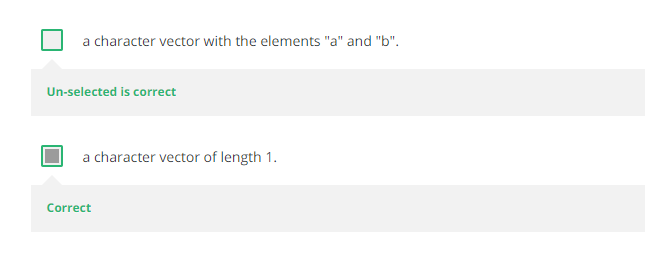 a character vector with the elements "a" and "b".
Un-selected is correct
a character vector of length 1.
Correct